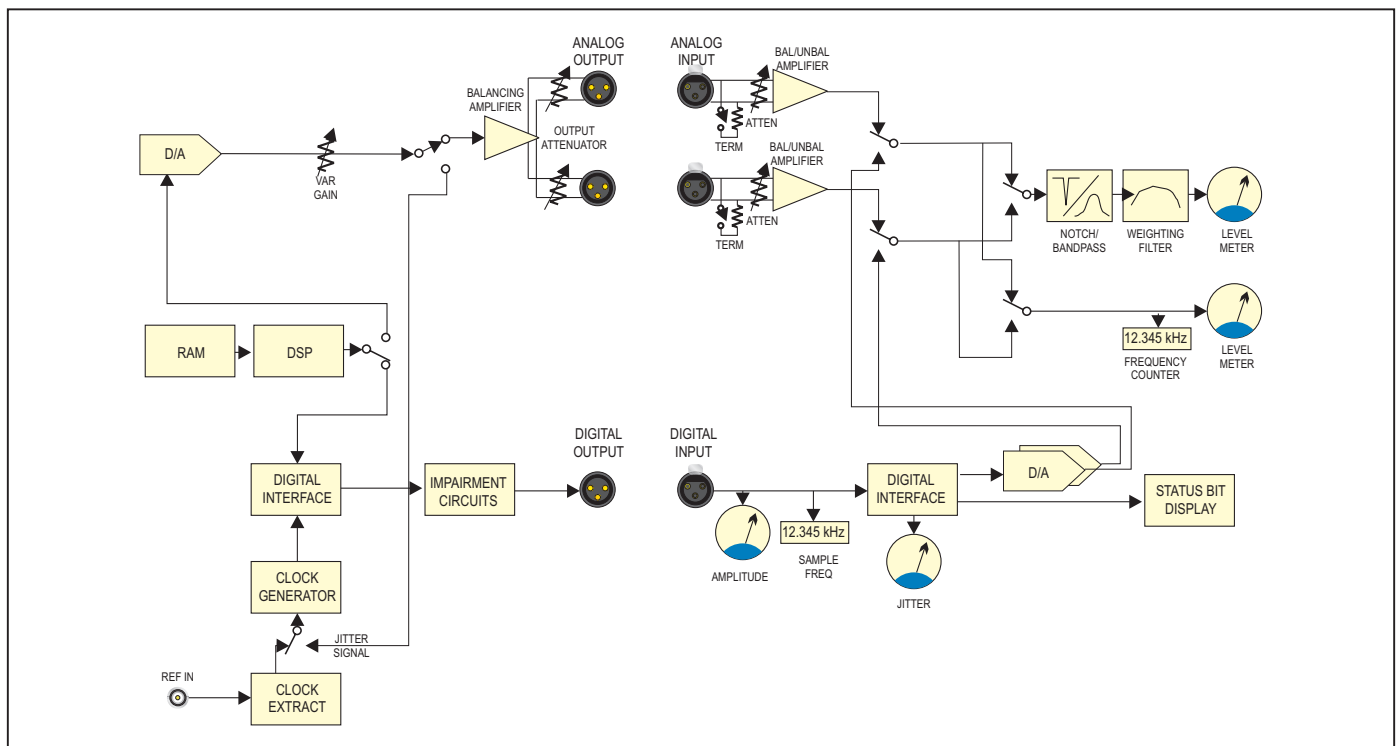 ANALOG
OUTPUT
ANALOG
INPUT
BAL/UNBAL
AMPLIFIER
BALANCING
AMPLIFIER
D/A
VAR
GAIN
OUTPUT
ATTENUATOR
ATTEN
TERM
BAL/UNBAL
AMPLIFIER
ATTEN
TERM
NOTCH/
BANDPASS
WEIGHTING
FILTER
LEVEL
METER
RAM
DSP
12.345 kHz
FREQUENCY
COUNTER
LEVEL
METER
DIGITAL
OUTPUT
DIGITAL
INPUT
DIGITAL
INTERFACE
IMPAIRMENT
CIRCUITS
DIGITAL
INTERFACE
D/A
STATUS BIT
DISPLAY
12.345 kHz
AMPLITUDE
SAMPLE
FREQ
JITTER
CLOCK
GENERATOR
JITTER
SIGNAL
REF IN
CLOCK
EXTRACT